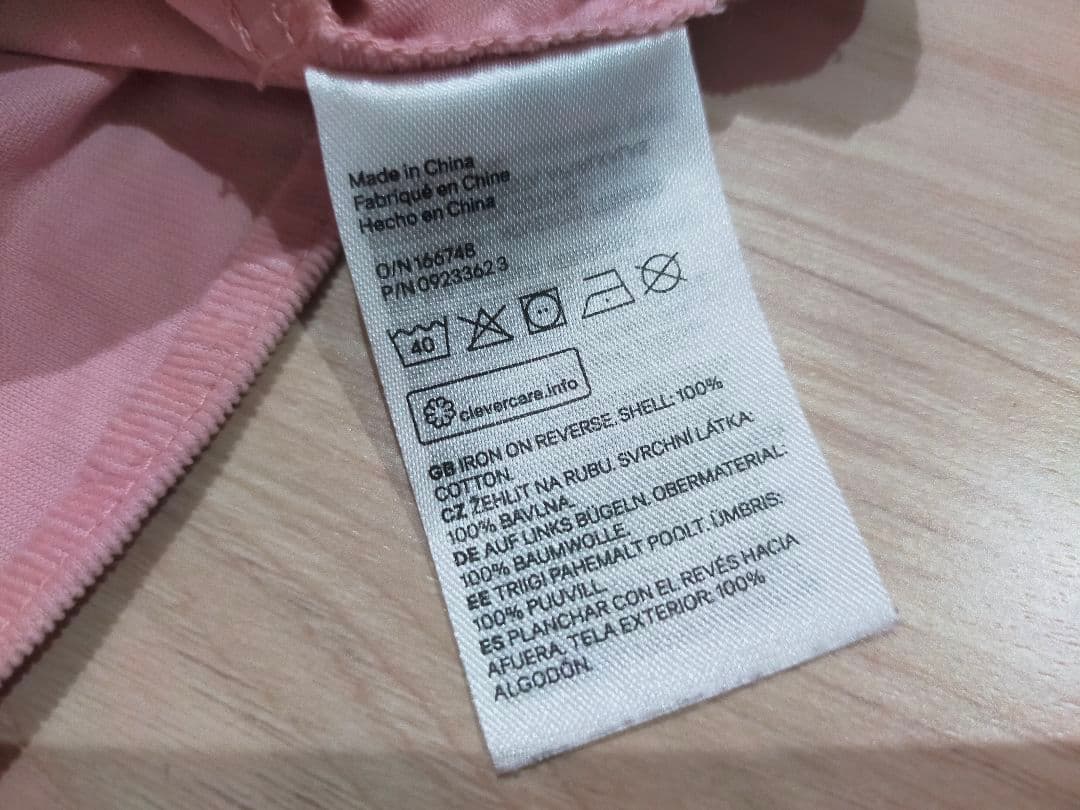 Made in China
Fabriqué en Chine
Hecho en China
O/N 166748
P/N 0923362 3
40
clevercare.info
GB IRON ON REVERSE. SHELL: 100%
COTTON.
CZ ŽEHLIT NA RUBU. SVRCHNÍ LÁTKA:
100% BAVLNA.
DE AUF LINKS BÜGELN. OBERMATERIAL:
100% BAUMWOLLE.
EE TRIIGI PAHEMALT POOLT. ÜMBRIS:
100% PUUVILL.
ES PLANCHAR CON EL REVÉS HACIA
AFUERA. TELA EXTERIOR: 100%
ALGODÓN.